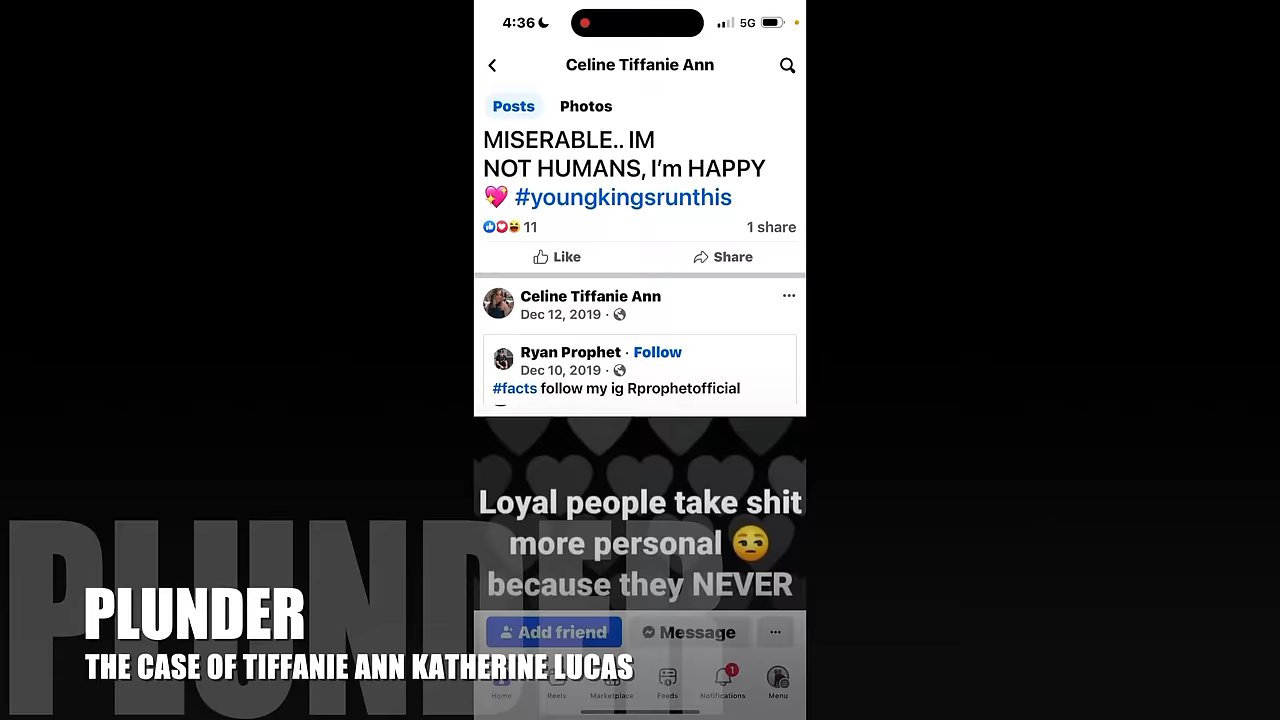 4:36
5G
Celine Tiffanie Ann
Posts Photos
MISERABLE.. IM
NOT HUMANS, I'm HAPPY
💖 #youngkingsrunthis
11 1 share
Like Share
Celine Tiffanie Ann
Dec 12, 2019 ·
Ryan Prophet · Follow
Dec 10, 2019 ·
#facts follow my ig Rprophetofficial
Loyal people take shit
more personal 😒
because they NEVER
PLUNDER
Add friend Message
PLUNDER
THE CASE OF TIFFANIE ANN KATHERINE LUCAS
1
Home Reels Marketplace Feeds Notifications Menu